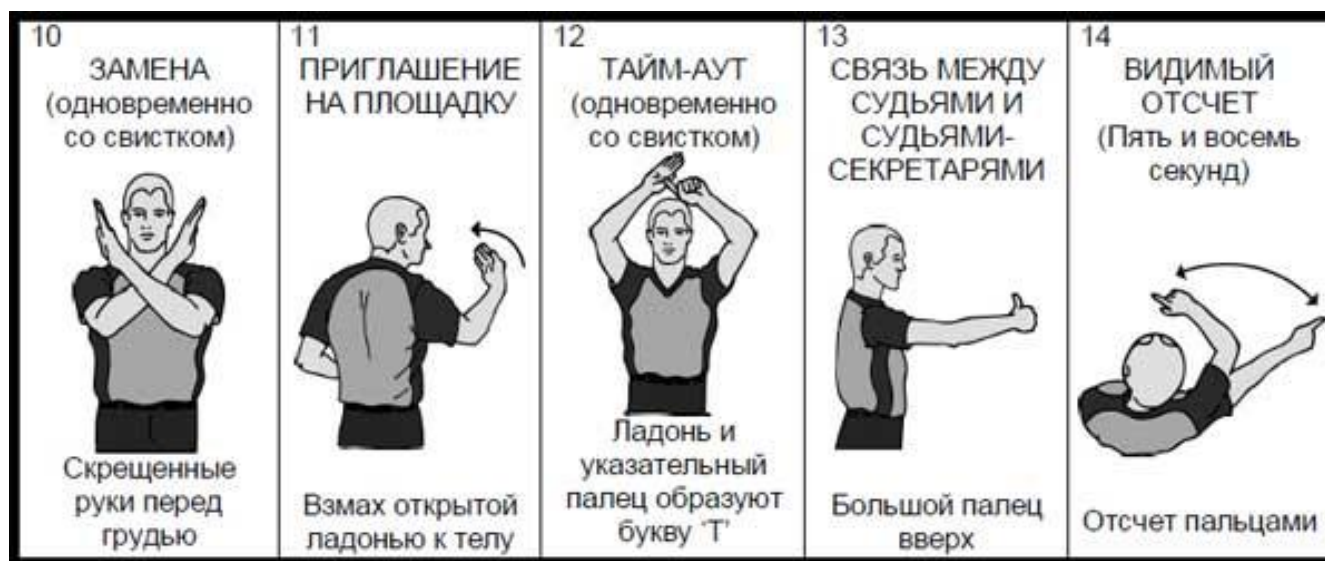 10
ЗАМЕНА
(одновременно
со свистком)
Скрещенные
руки перед
грудью
11
ПРИГЛАШЕНИЕ
НА ПЛОЩАДКУ
Взмах открытой
ладонью к телу
12
ТАЙМ-АУТ
(одновременно
со свистком)
Ладонь и
указательный
палец образуют
букву ‘Т’
13
СВЯЗЬ МЕЖДУ
СУДЬЯМИ И
СУДЬЯМИ-
СЕКРЕТАРЯМИ
Большой палец
вверх
14
ВИДИМЫЙ
ОТСЧЕТ
(Пять и восемь
секунд)
Отсчет пальцами